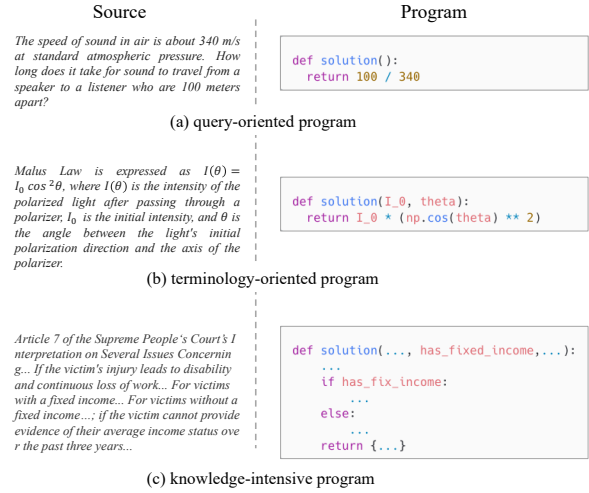 Source
Program
The speed of sound in air is about 340 m/s
at standard atmospheric pressure. How
long does it take for sound to travel from a
speaker to a listener who are 100 meters
apart?
def solution():
return 100 / 340
(a) query-oriented program
Malus Law is expressed as I(θ) =
I₀ cos ²θ, where I(θ) is the intensity of the
polarized light after passing through a
polarizer, I₀ is the initial intensity, and θ is
the angle between the light's initial
polarization direction and the axis of the
polarizer.
def solution(I_0, theta):
return I_0 * (np.cos(theta) ** 2)
(b) terminology-oriented program
Article 7 of the Supreme People‘s Court’s I
nterpretation on Several Issues Concernin
g... If the victim's injury leads to disability
and continuous loss of work... For victims
with a fixed income... For victims without a
fixed income…; if the victim cannot provide
evidence of their average income status ove
r the past three years...
def solution(..., has_fixed_income,...):
...
if has_fix_income:
...
else:
...
return {...}
(c) knowledge-intensive program